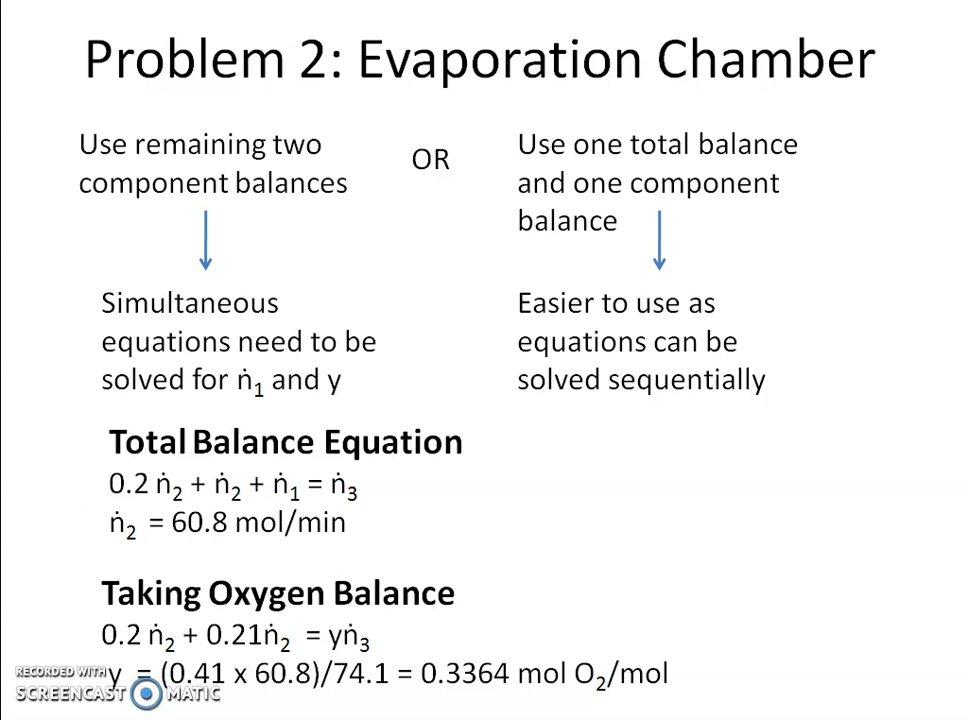 Problem 2: Evaporation Chamber
Use remaining two
component balances
OR
Use one total balance
and one component
balance
Simultaneous
equations need to be
solved for ṅ₁ and y
Easier to use as
equations can be
solved sequentially
Total Balance Equation
0.2 ṅ₂ + ṅ₂ + ṅ₁ = ṅ₃
ṅ₂ = 60.8 mol/min
Taking Oxygen Balance
0.2 ṅ₂ + 0.21ṅ₂ = yṅ₃
y = (0.41 x 60.8)/74.1 = 0.3364 mol O₂/mol
RECORDED WITH
SCREENCAST MATIC